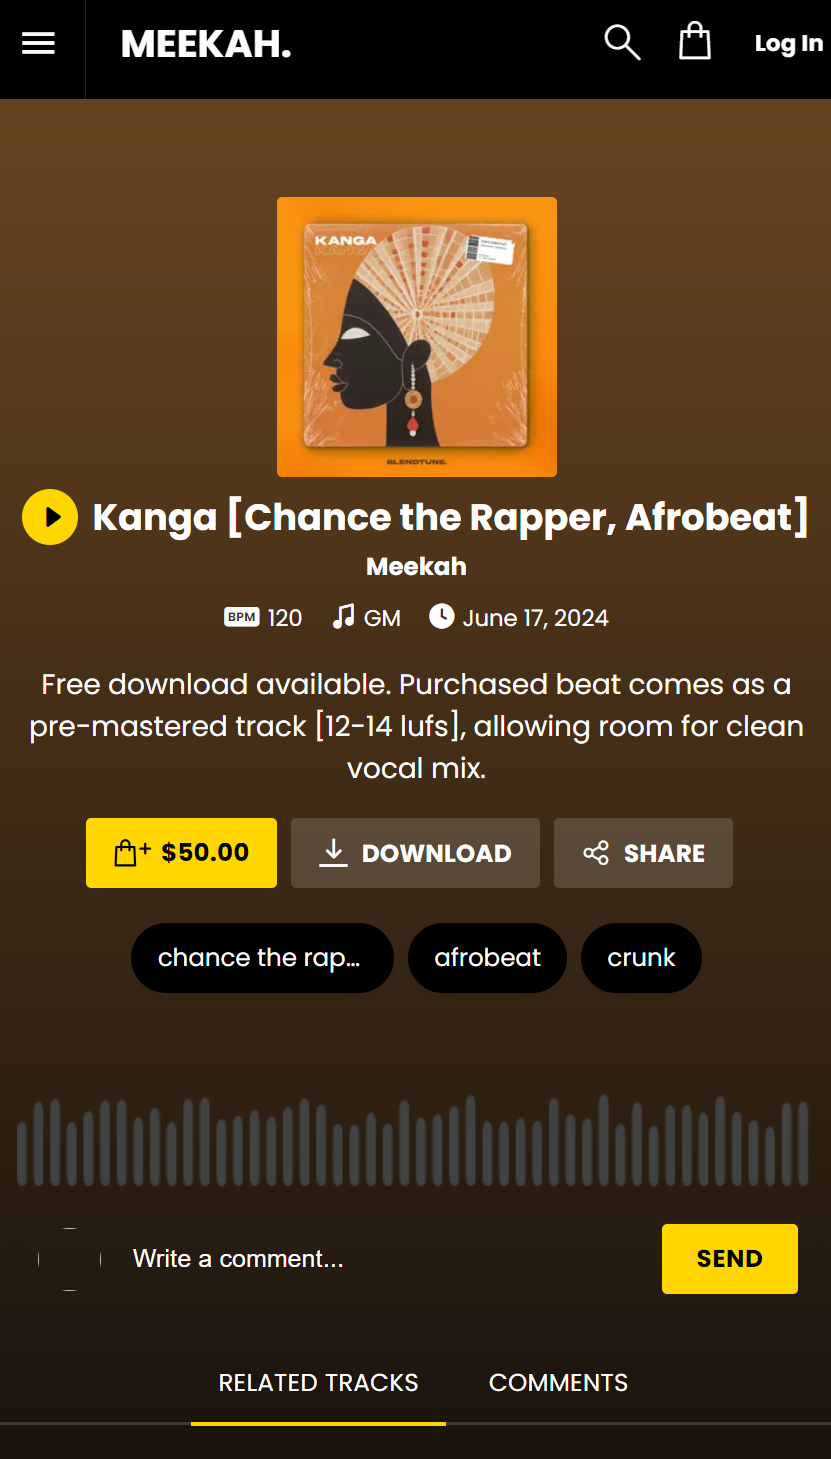 MEEKAH.
Log In
KANGA
KANGA
BLENDTUNE.
Kanga [Chance the Rapper, Afrobeat]
Meekah
BPM 120 GM June 17, 2024
Free download available. Purchased beat comes as a
pre-mastered track [12-14 lufs], allowing room for clean
vocal mix.
+ $50.00 DOWNLOAD SHARE
chance the rap... afrobeat crunk
Write a comment... SEND
RELATED TRACKS COMMENTS